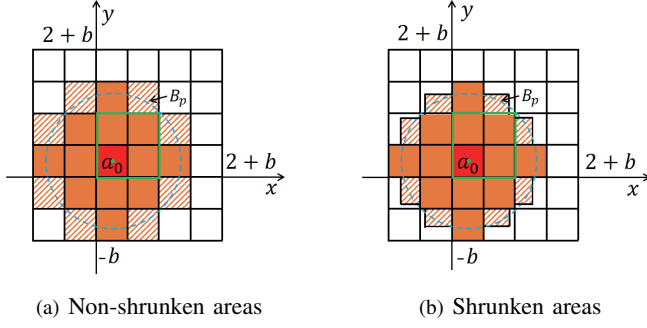 y
2 + b
B_p
a_0
2 + b
x
-b
(a) Non-shrunken areas
y
2 + b
B_p
a_0
2 + b
x
-b
(b) Shrunken areas